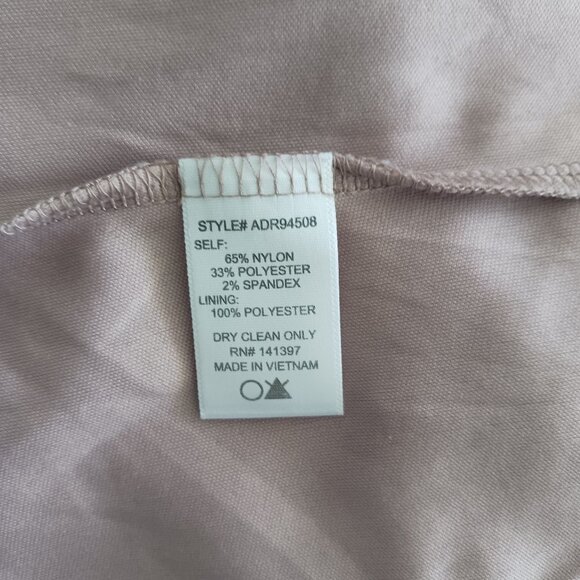 STYLE# ADR94508
SELF:
65% NYLON
33% POLYESTER
2% SPANDEX
LINING:
100% POLYESTER
DRY CLEAN ONLY
RN# 141397
MADE IN VIETNAM